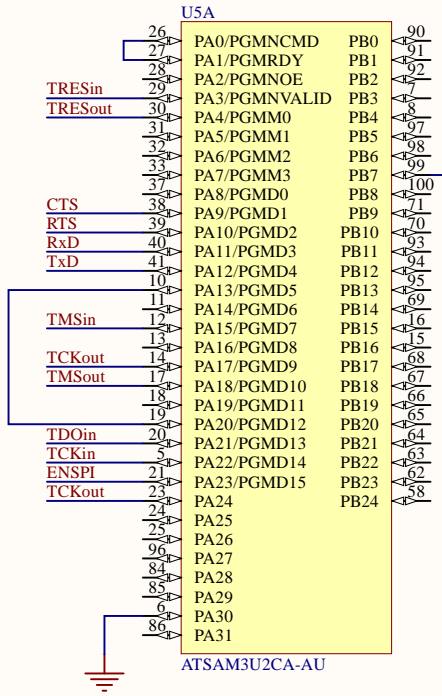 U5A
26 PA0/PGMNCMD PB0 90
27 PA1/PGMRDY PB1 91
28 PA2/PGMNOE PB2 92
TRESin 29 PA3/PGMNVALID PB3 7
TRESout 30 PA4/PGMM0 PB4 8
31 PA5/PGMM1 PB5 97
32 PA6/PGMM2 PB6 98
33 PA7/PGMM3 PB7 99
37 PA8/PGMD0 PB8 100
CTS 38 PA9/PGMD1 PB9 71
RTS 39 PA10/PGMD2 PB10 70
RxD 40 PA11/PGMD3 PB11 93
TxD 41 PA12/PGMD4 PB12 94
10 PA13/PGMD5 PB13 95
11 PA14/PGMD6 PB14 69
TMSin 12 PA15/PGMD7 PB15 16
13 PA16/PGMD8 PB16 15
TCKout 14 PA17/PGMD9 PB17 68
TMSout 17 PA18/PGMD10 PB18 67
18 PA19/PGMD11 PB19 66
19 PA20/PGMD12 PB20 65
TDOin 20 PA21/PGMD13 PB21 64
TCKin 5 PA22/PGMD14 PB22 63
ENSPI 21 PA23/PGMD15 PB23 62
TCKout 23 PA24 PB24 58
24 PA25
25 PA26
96 PA27
84 PA28
85 PA29
6 PA30
86 PA31
ATSAM3U2CA-AU